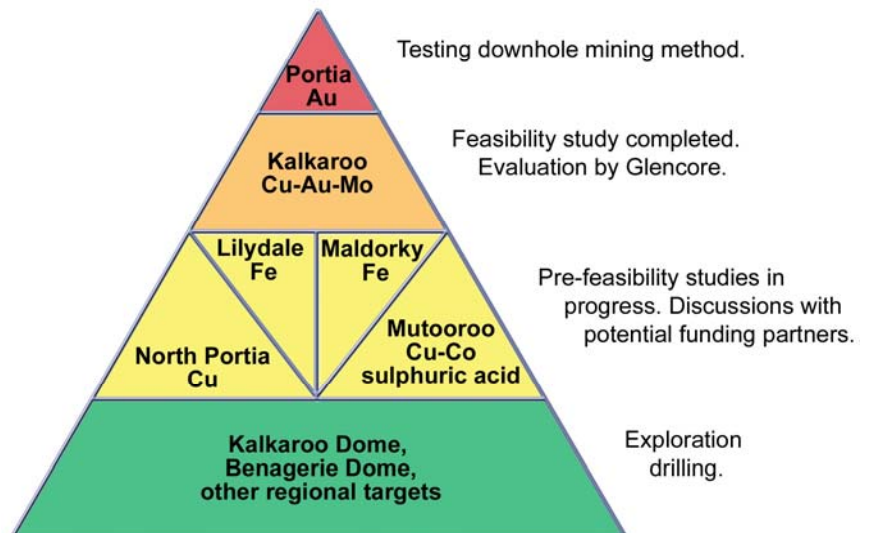 Portia
Au
Testing downhole mining method.
Kalkaroo
Cu-Au-Mo
Feasibility study completed.
Evaluation by Glencore.
Lilydale
Fe
Maldorky
Fe
North Portia
Cu
Mutooroo
Cu-Co
sulphuric acid
Pre-feasibility studies in
progress. Discussions with
potential funding partners.
Kalkaroo Dome,
Benagerie Dome,
other regional targets
Exploration
drilling.